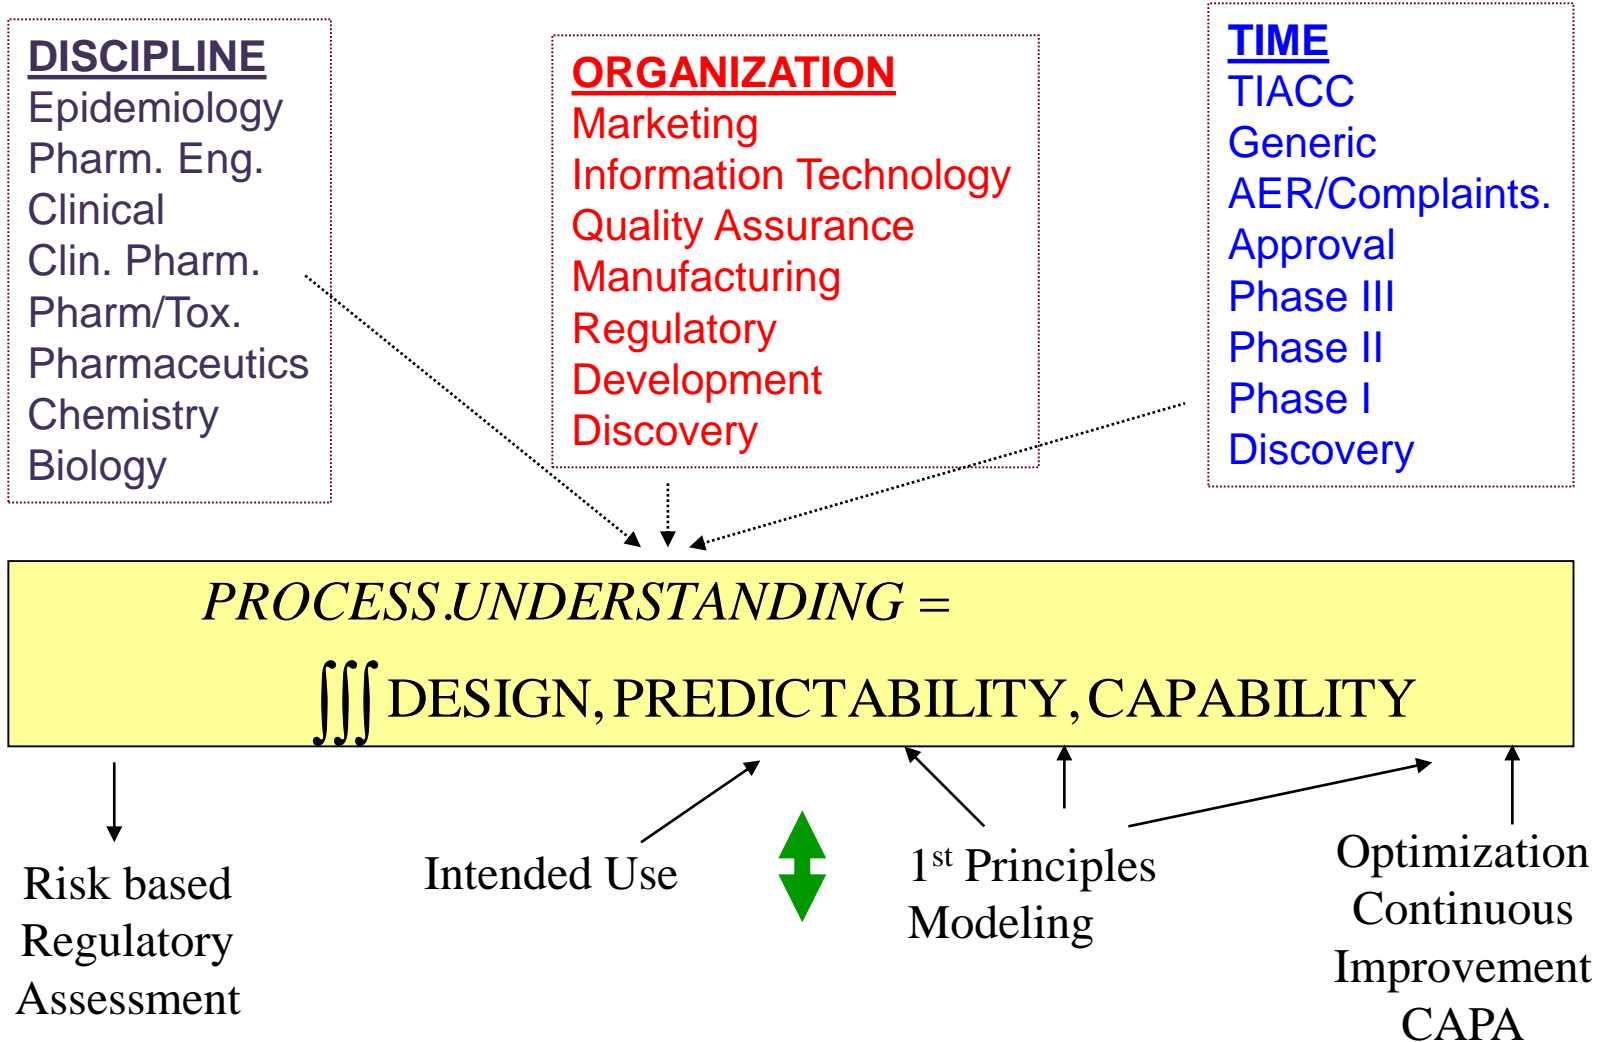 DISCIPLINE
Epidemiology
Pharm. Eng.
Clinical
Clin. Pharm.
Pharm/Tox.
Pharmaceutics
Chemistry
Biology
ORGANIZATION
Marketing
Information Technology
Quality Assurance
Manufacturing
Regulatory
Development
Discovery
TIME
TIACC
Generic
AER/Complaints.
Approval
Phase III
Phase II
Phase I
Discovery
PROCESS.UNDERSTANDING =
∭ DESIGN, PREDICTABILITY, CAPABILITY
Risk based
Regulatory
Assessment
Intended Use
1st Principles
Modeling
Optimization
Continuous
Improvement
CAPA